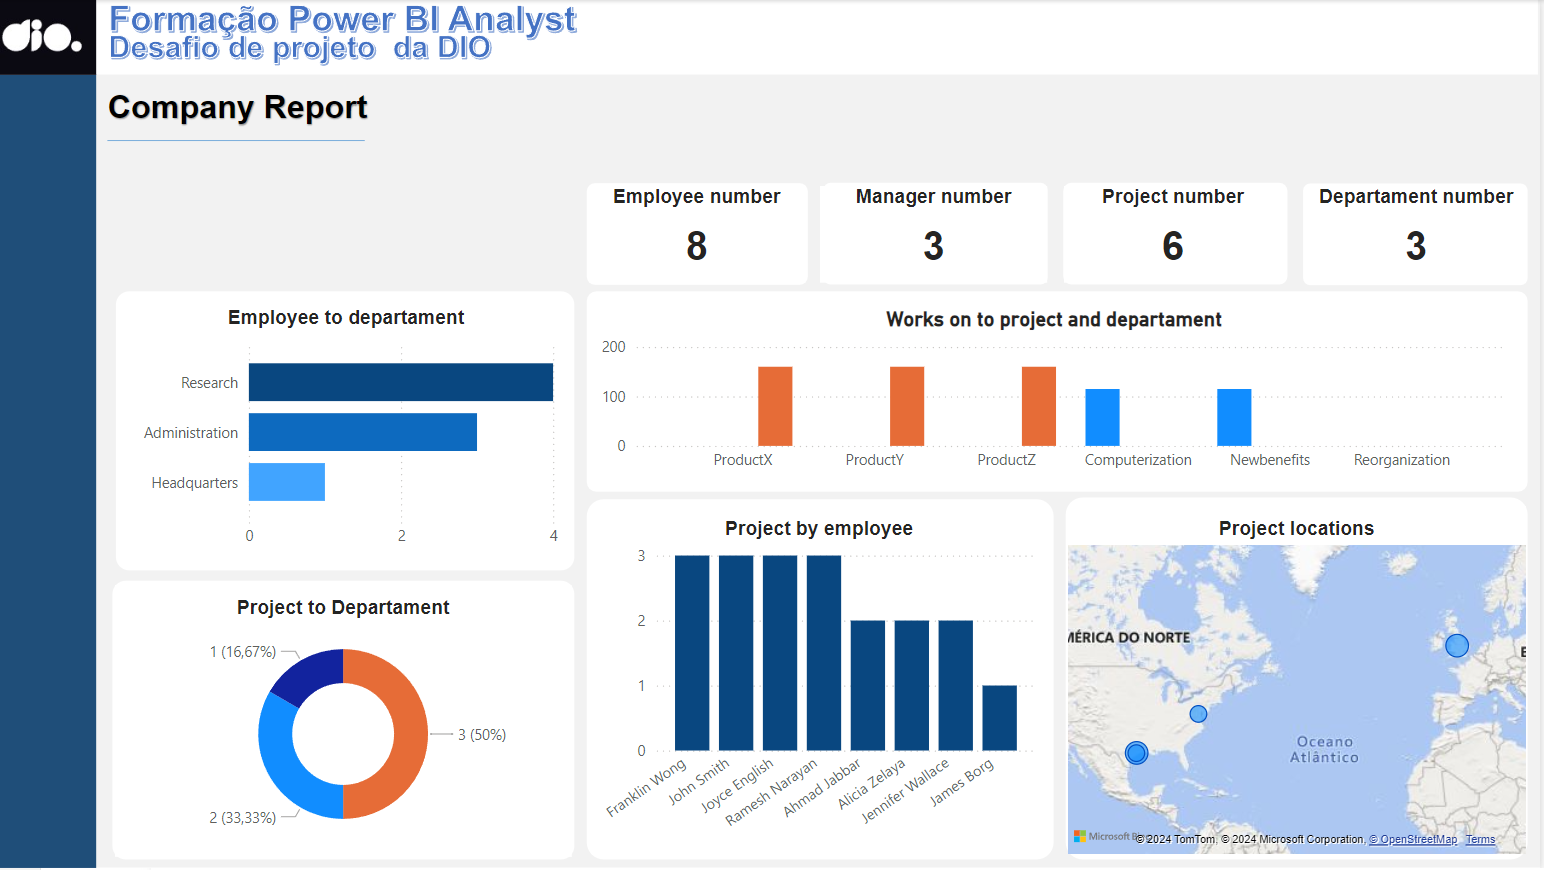 dio.
Formação Power BI Analyst
Desafio de projeto da DIO
Company Report
Employee number
8
Manager number
3
Project number
6
Departament number
3
Employee to departament
Research
Administration
Headquarters
0 2 4
Works on to project and departament
200
100
0
ProductX ProductY ProductZ Computerization Newbenefits Reorganization
Project to Departament
1 (16,67%)
3 (50%)
2 (33,33%)
Project by employee
3
2
1
0
Franklin Wong
John Smith
Joyce English
Ramesh Narayan
Ahmad Jabbar
Alicia Zelaya
Jennifer Wallace
James Borg
Project locations
MÉRICA DO NORTE
E
Oceano
Atlântico
Microsoft © 2024 TomTom, © 2024 Microsoft Corporation, © OpenStreetMap Terms